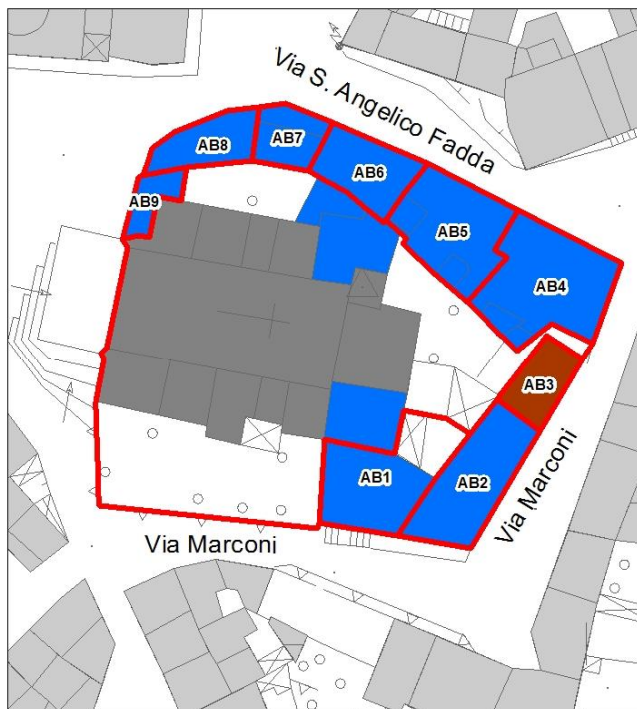 Via S. Angelico Fadda
AB8
AB7
AB6
AB9
AB5
AB4
AB3
AB1
AB2
Via Marconi
Via Marconi